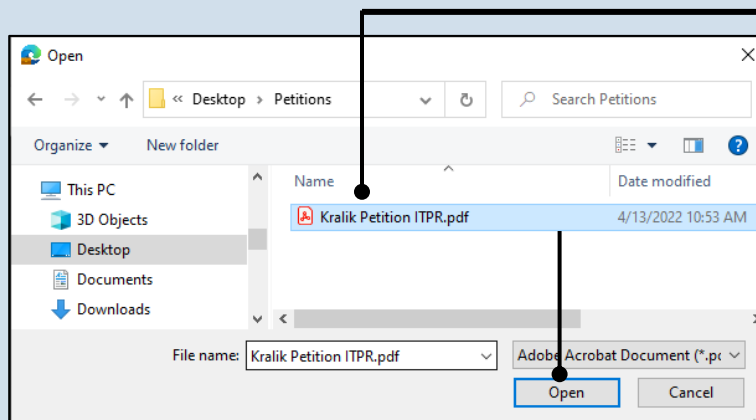 Open
« Desktop > Petitions
Search Petitions
Organize
New folder
?
This PC
3D Objects
Desktop
Documents
Downloads
Name
Date modified
Kralik Petition ITPR.pdf
4/13/2022 10:53 AM
File name: Kralik Petition ITPR.pdf
Adobe Acrobat Document (*.pc
Open
Cancel